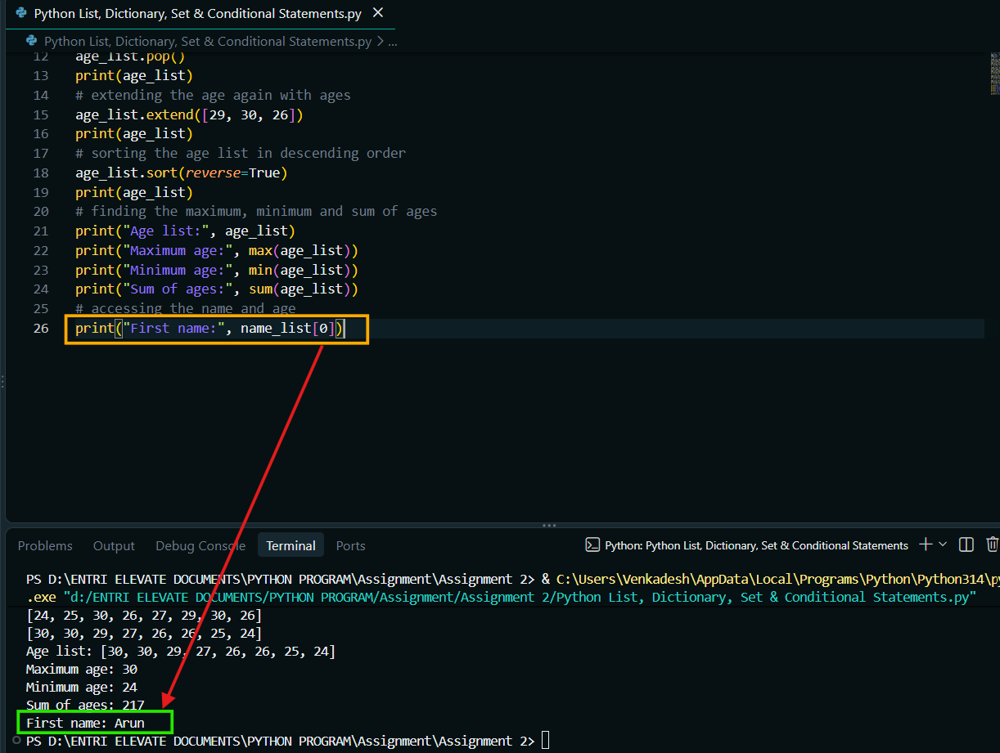 Python List, Dictionary, Set & Conditional Statements.py
Python List, Dictionary, Set & Conditional Statements.py > ...
12 age_list.pop()
13 print(age_list)
14 # extending the age again with ages
15 age_list.extend([29, 30, 26])
16 print(age_list)
17 # sorting the age list in descending order
18 age_list.sort(reverse=True)
19 print(age_list)
20 # finding the maximum, minimum and sum of ages
21 print("Age list:", age_list)
22 print("Maximum age:", max(age_list))
23 print("Minimum age:", min(age_list))
24 print("Sum of ages:", sum(age_list))
25 # accessing the name and age
26 print("First name:", name_list[0])
Problems Output Debug Console Terminal Ports Python: Python List, Dictionary, Set & Conditional Statements
PS D:\ENTRI ELEVATE DOCUMENTS\PYTHON PROGRAM\Assignment\Assignment 2> & C:\Users\Venkadesh\AppData\Local\Programs\Python\Python314\py
.exe "d:/ENTRI ELEVATE DOCUMENTS/PYTHON PROGRAM/Assignment/Assignment 2/Python List, Dictionary, Set & Conditional Statements.py"
[24, 25, 30, 26, 27, 29, 30, 26]
[30, 30, 29, 27, 26, 26, 25, 24]
Age list: [30, 30, 29, 27, 26, 26, 25, 24]
Maximum age: 30
Minimum age: 24
Sum of ages: 217
First name: Arun
PS D:\ENTRI ELEVATE DOCUMENTS\PYTHON PROGRAM\Assignment\Assignment 2>